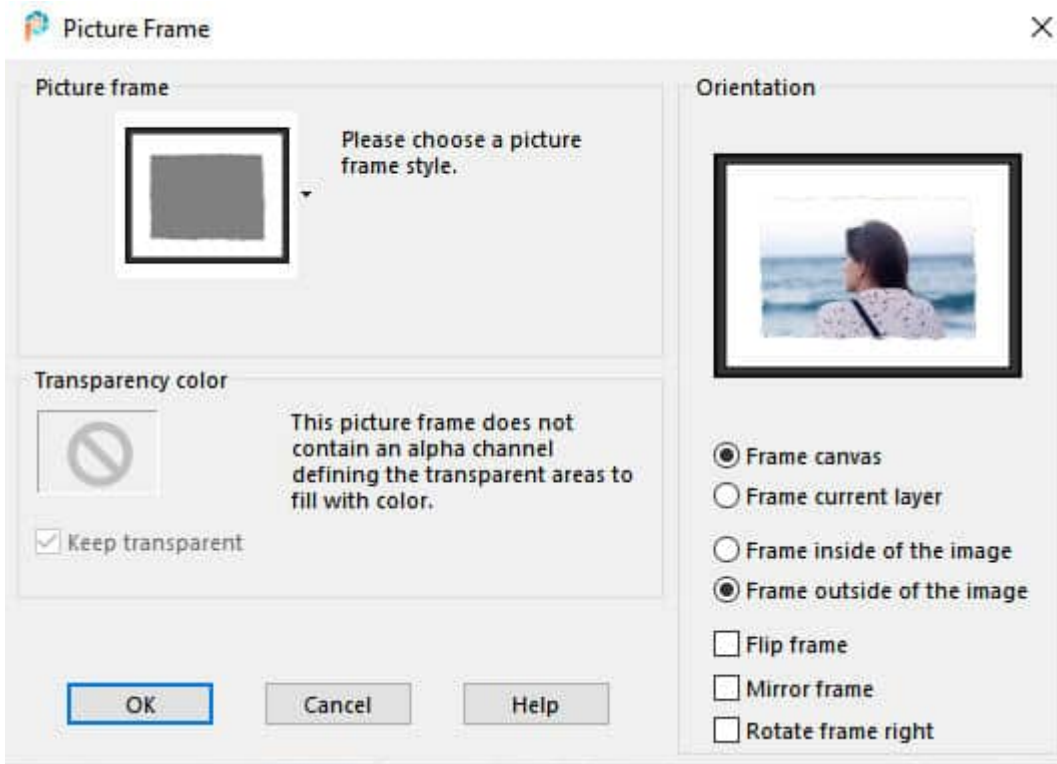 Picture Frame
Picture frame
Please choose a picture
frame style.
Transparency color
This picture frame does not
contain an alpha channel
defining the transparent areas to
fill with color.
Keep transparent
OK
Cancel
Help
Orientation
Frame canvas
Frame current layer
Frame inside of the image
Frame outside of the image
Flip frame
Mirror frame
Rotate frame right